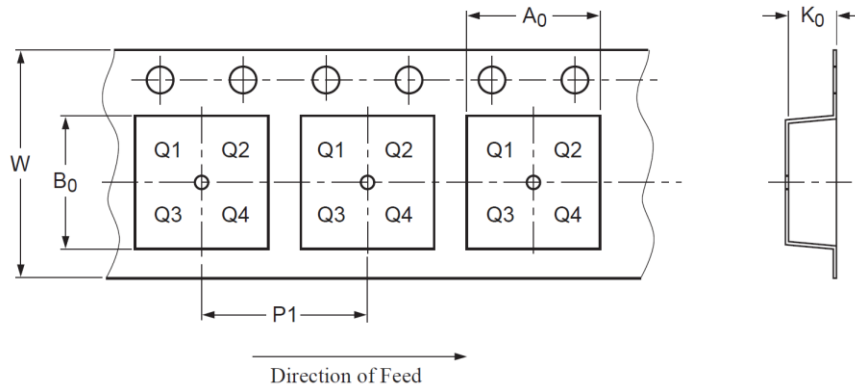 A0
K0
W
B0
Q1 Q2 Q1 Q2 Q1 Q2
Q3 Q4 Q3 Q4 Q3 Q4
P1
Direction of Feed